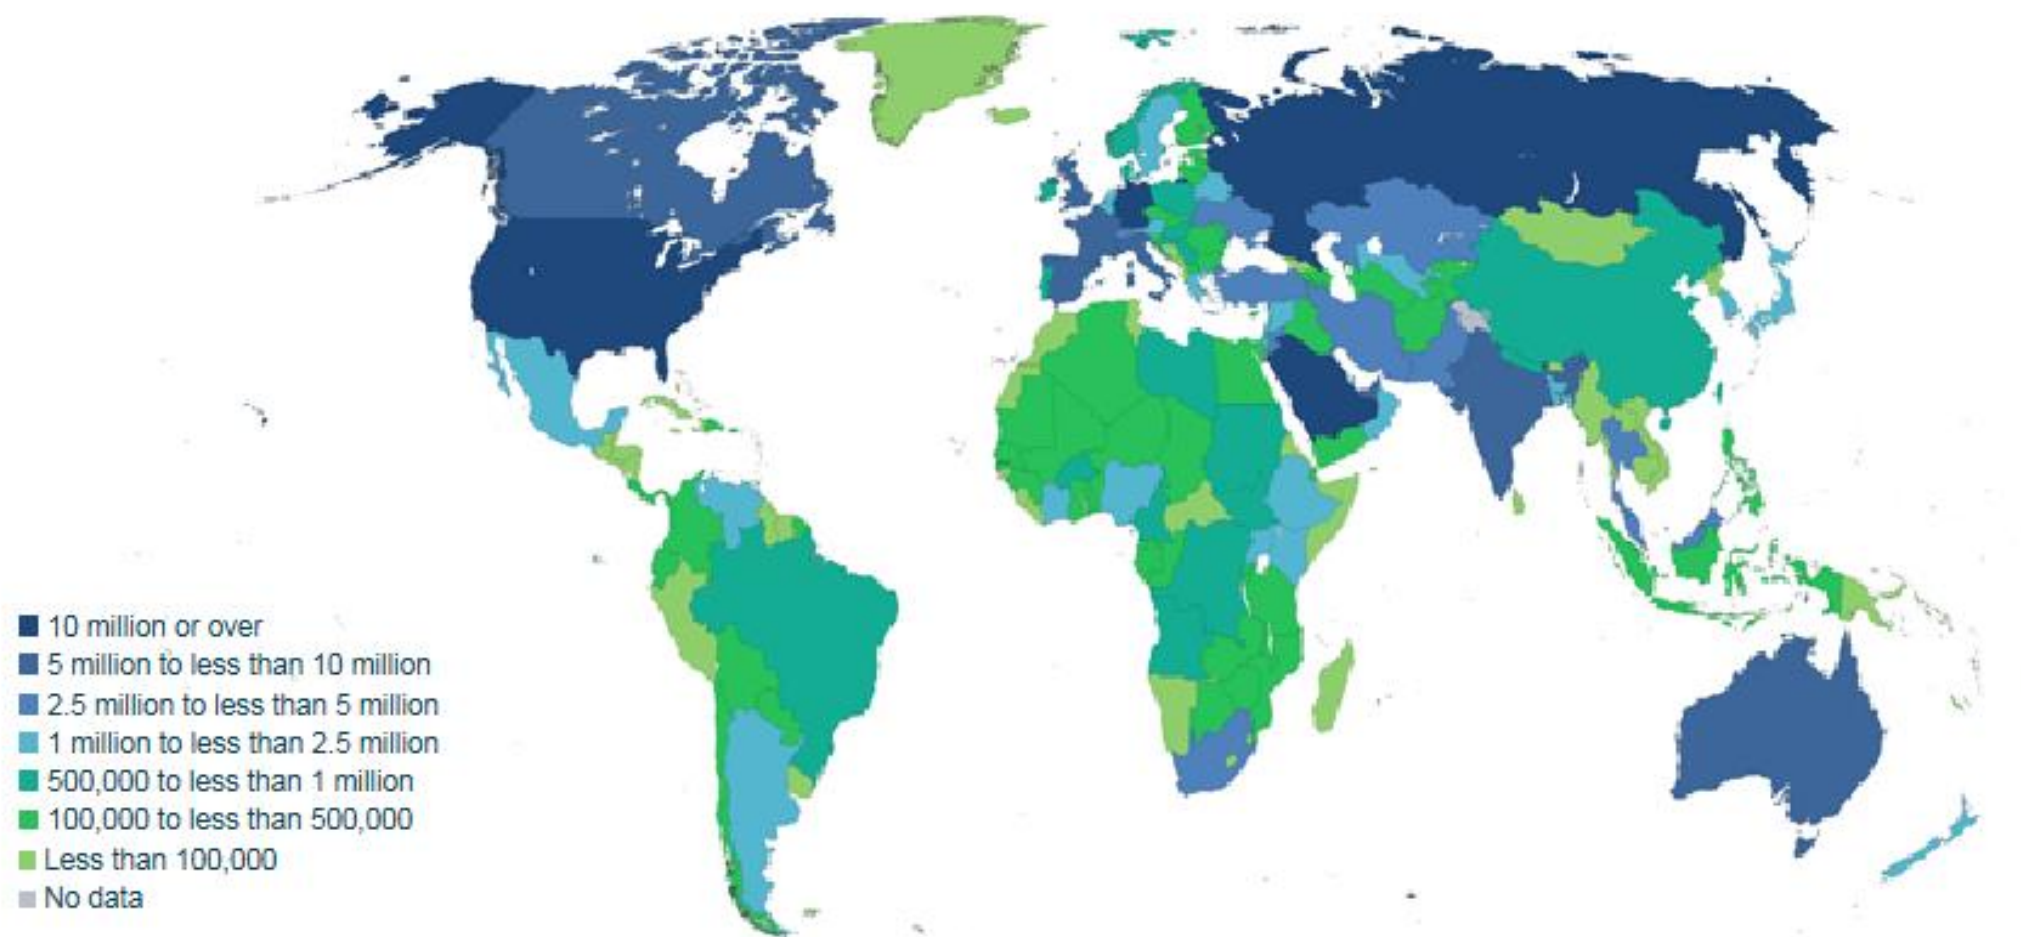 10 million or over
5 million to less than 10 million
2.5 million to less than 5 million
1 million to less than 2.5 million
500,000 to less than 1 million
100,000 to less than 500,000
Less than 100,000
No data